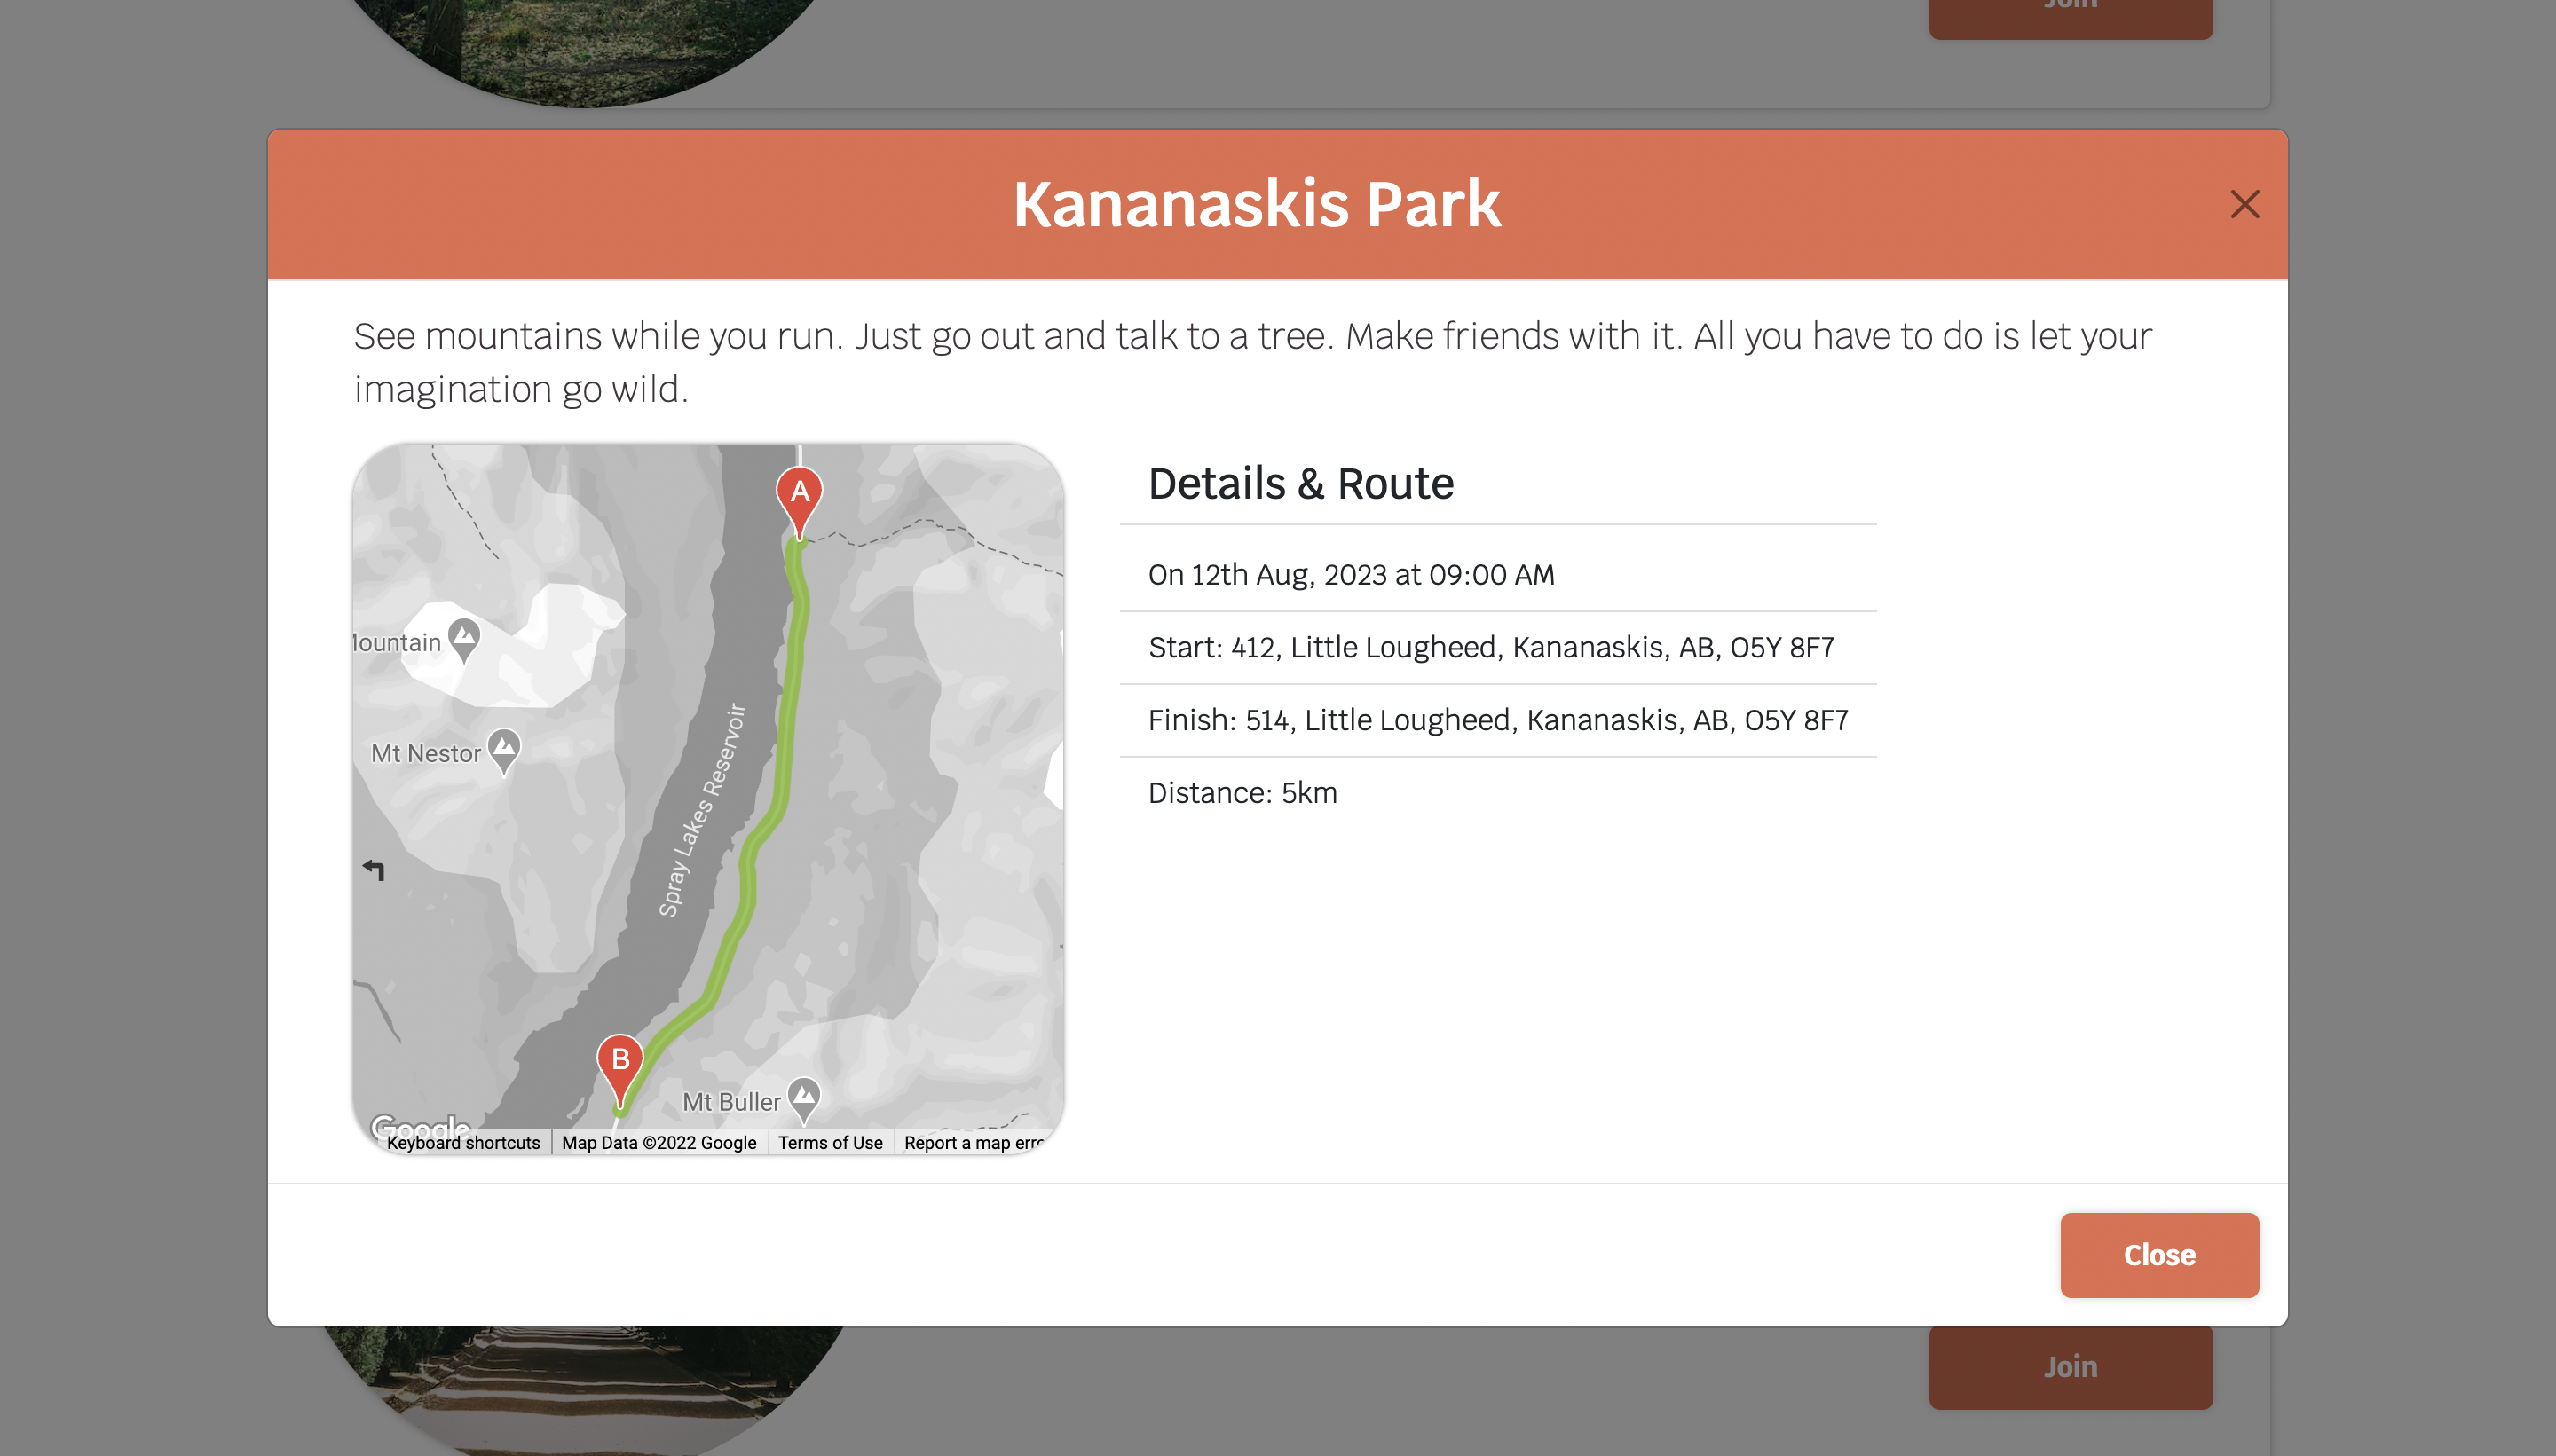 Join
Kananaskis Park
See mountains while you run. Just go out and talk to a tree. Make friends with it. All you have to do is let your
imagination go wild.
Details & Route
On 12th Aug, 2023 at 09:00 AM
Start: 412, Little Lougheed, Kananaskis, AB, O5Y 8F7
Finish: 514, Little Lougheed, Kananaskis, AB, O5Y 8F7
Distance: 5km
A
ountain
Mt Nestor
Spray Lakes Reservoir
B
Mt Buller
Google
Keyboard shortcuts
Map Data ©2022 Google
Terms of Use
Report a map erro
Close
Join